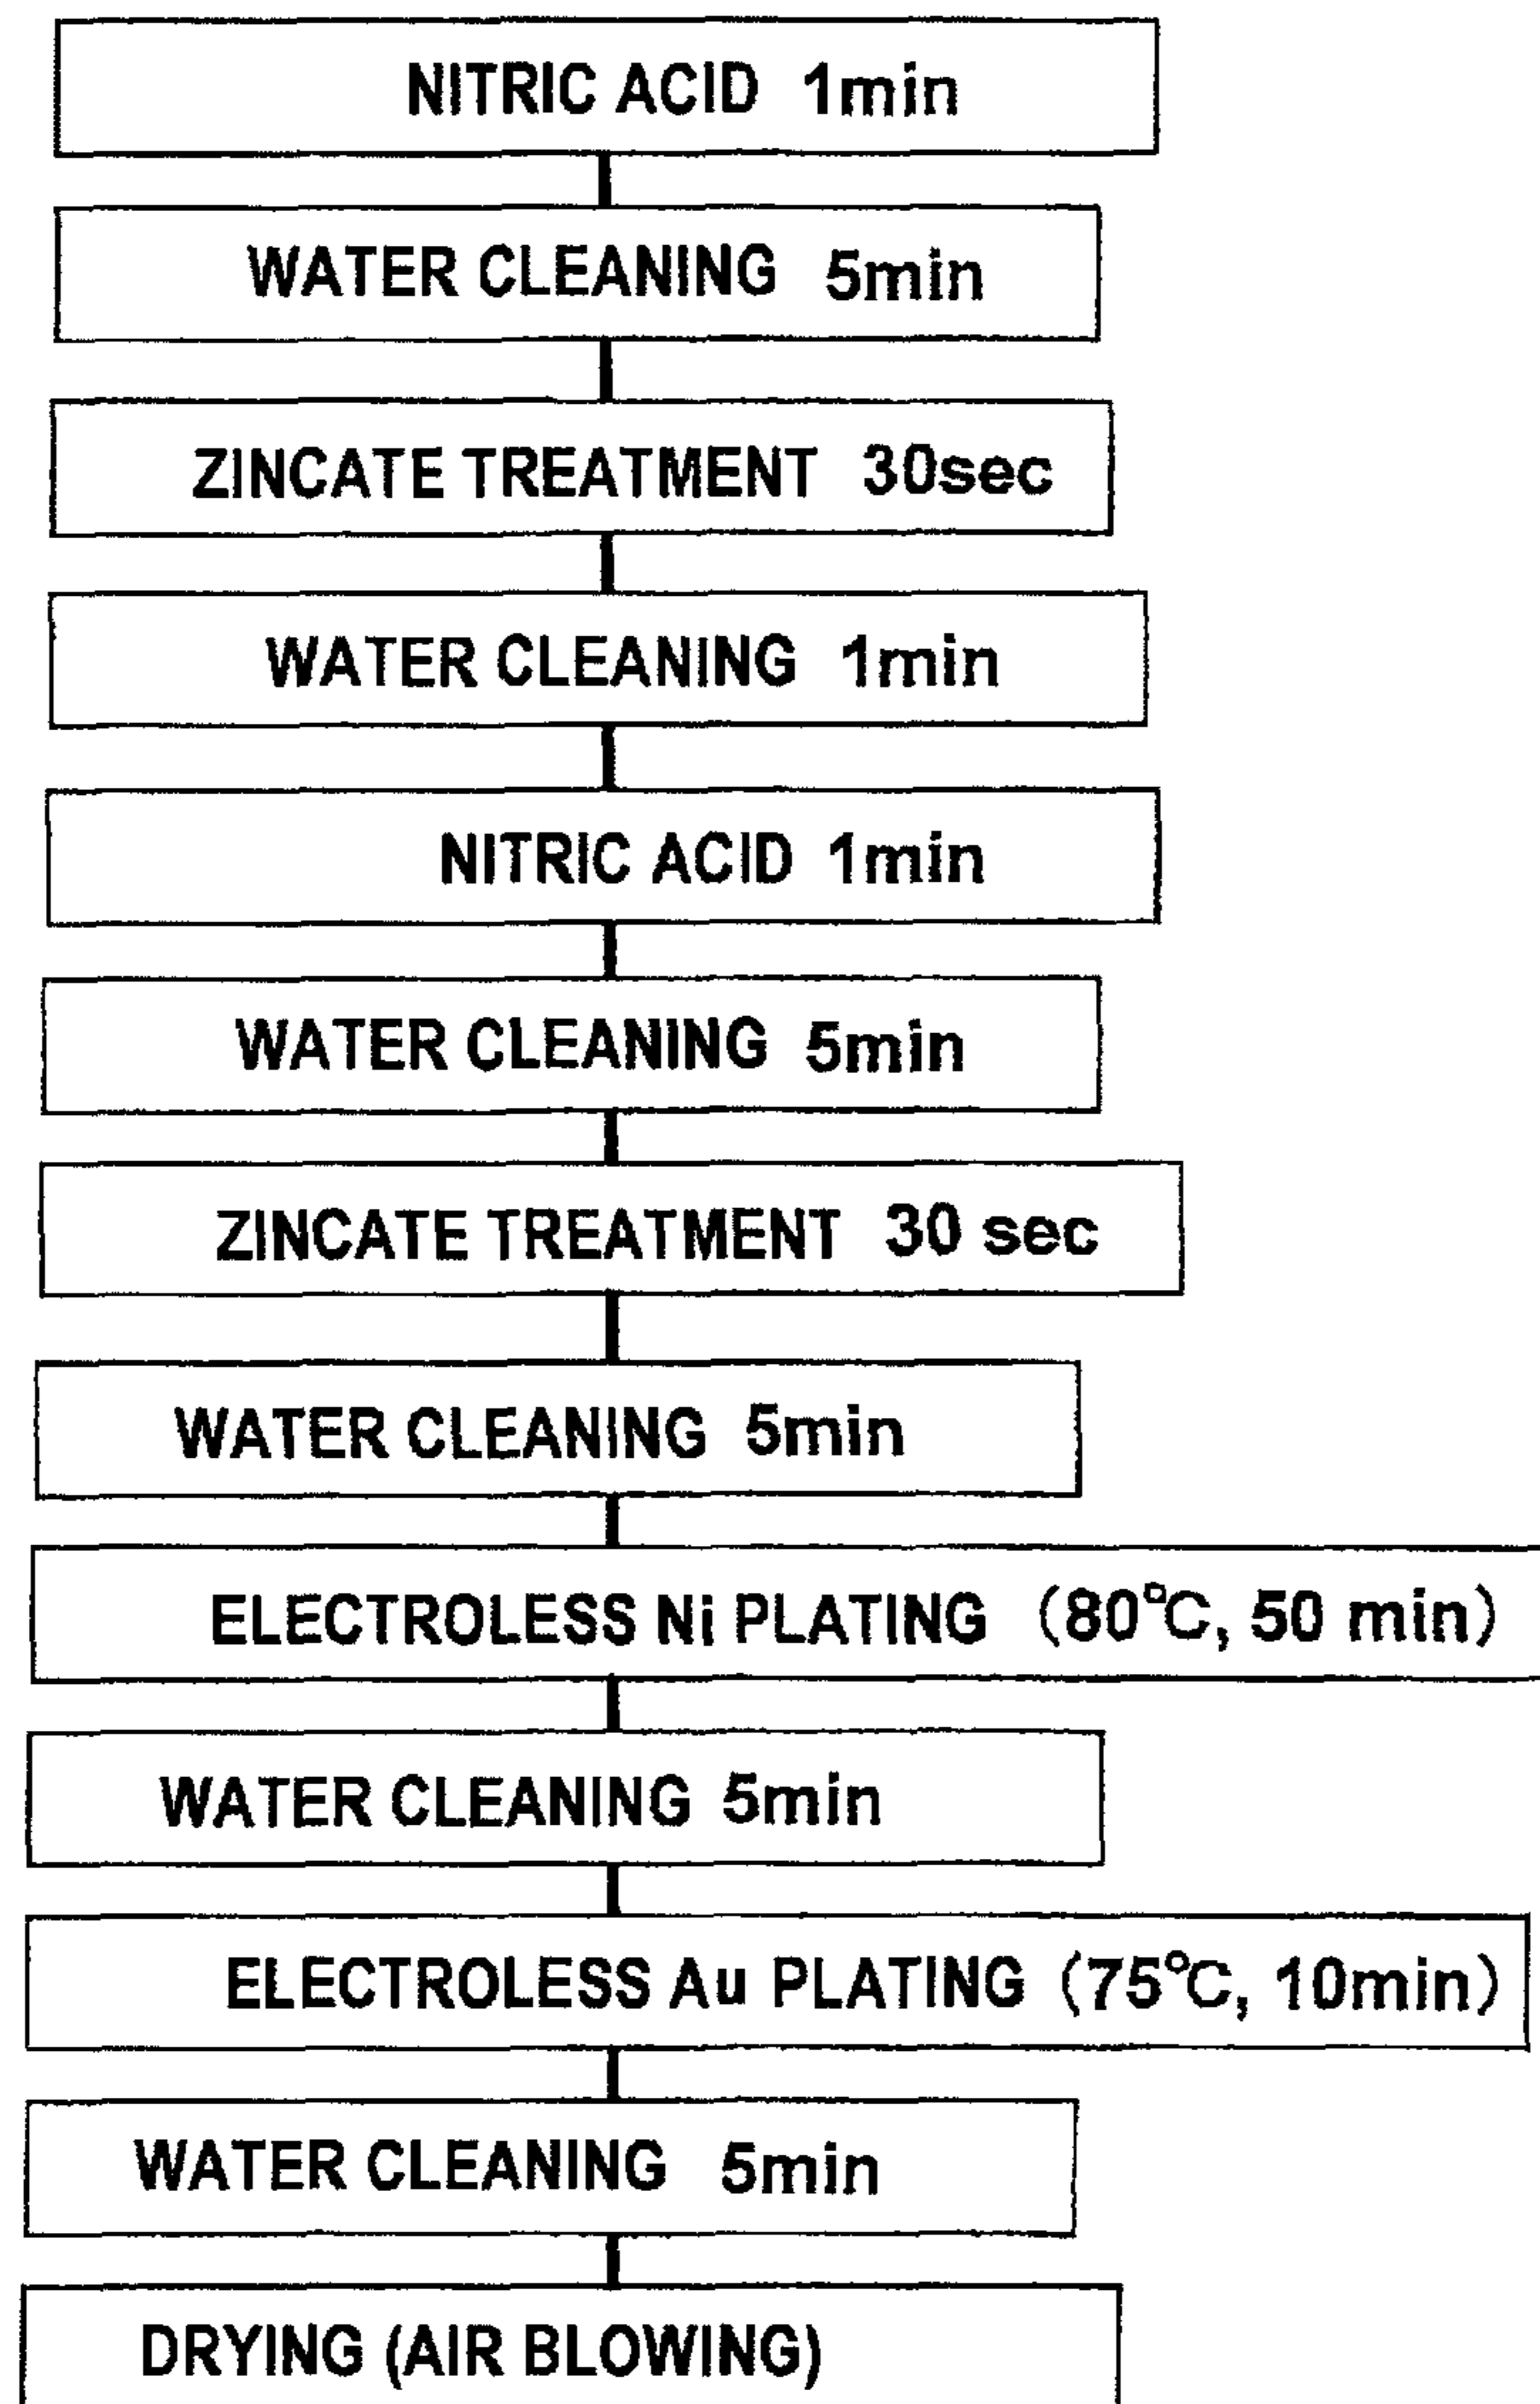 NITRIC ACID 1min
WATER CLEANING 5min
ZINCATE TREATMENT 30sec
WATER CLEANING 1min
NITRIC ACID 1min
WATER CLEANING 5min
ZINCATE TREATMENT 30 sec
WATER CLEANING 5min
ELECTROLESS Ni PLATING (80℃, 50 min)
WATER CLEANING 5min
ELECTROLESS Au PLATING (75℃, 10min)
WATER CLEANING 5min
DRYING (AIR BLOWING)